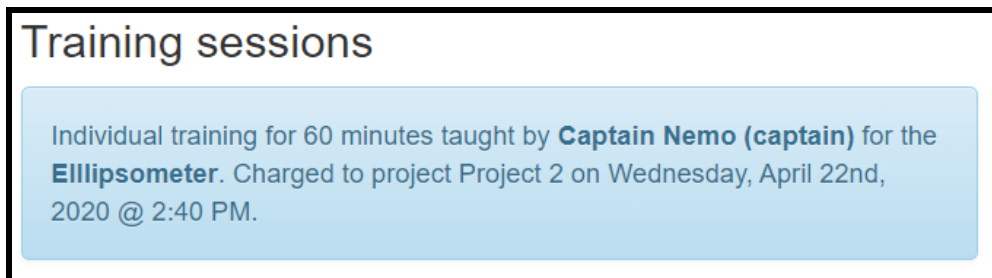 Training sessions
Individual training for 60 minutes taught by Captain Nemo (captain) for the
Elllipsometer. Charged to project Project 2 on Wednesday, April 22nd,
2020 @ 2:40 PM.